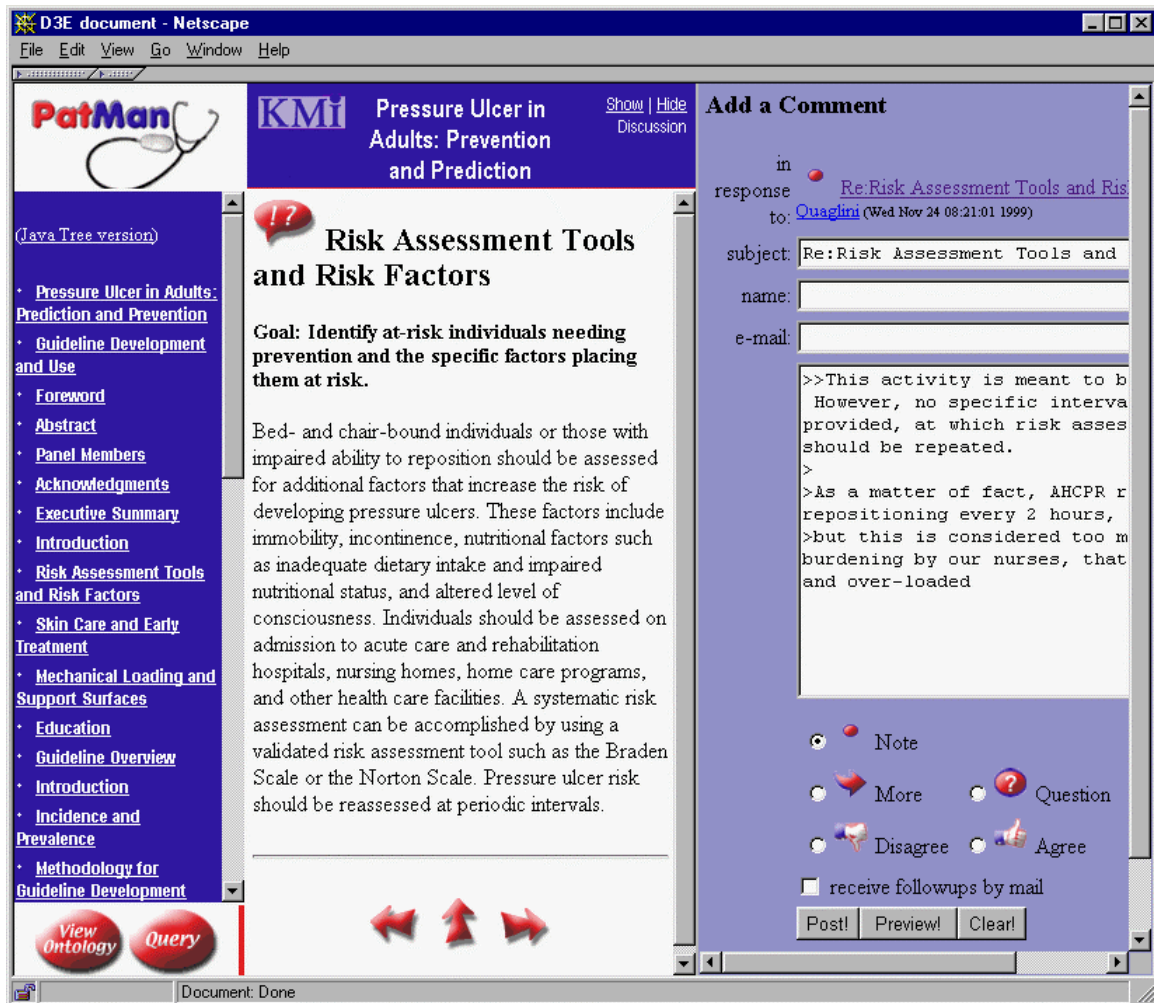 D3E document - Netscape
File Edit View Go Window Help
PatMan
KMi
Pressure Ulcer in
Adults: Prevention
and Prediction
Show | Hide
Discussion
(Java Tree version)
Pressure Ulcer in Adults:
Prediction and Prevention
Guideline Development
and Use
Foreword
Abstract
Panel Members
Acknowledgments
Executive Summary
Introduction
Risk Assessment Tools
and Risk Factors
Skin Care and Early
Treatment
Mechanical Loading and
Support Surfaces
Education
Guideline Overview
Introduction
Incidence and
Prevalence
Methodology for
Guideline Development
View
Ontology
Query
!?
Risk Assessment Tools
and Risk Factors
Goal: Identify at-risk individuals needing
prevention and the specific factors placing
them at risk.
Bed- and chair-bound individuals or those with
impaired ability to reposition should be assessed
for additional factors that increase the risk of
developing pressure ulcers. These factors include
immobility, incontinence, nutritional factors such
as inadequate dietary intake and impaired
nutritional status, and altered level of
consciousness. Individuals should be assessed on
admission to acute care and rehabilitation
hospitals, nursing homes, home care programs,
and other health care facilities. A systematic risk
assessment can be accomplished by using a
validated risk assessment tool such as the Braden
Scale or the Norton Scale. Pressure ulcer risk
should be reassessed at periodic intervals.
Add a Comment
in
response
to:
Re:Risk Assessment Tools and Ris
Quaglini (Wed Nov 24 08:21:01 1999)
subject: Re:Risk Assessment Tools and
name:
e-mail:
>>This activity is meant to b
However, no specific interva
provided, at which risk asses
should be repeated.
>
>As a matter of fact, AHCPR r
repositioning every 2 hours,
>but this is considered too m
burdening by our nurses, that
and over-loaded
Note
More
? Question
Disagree
Agree
receive followups by mail
Post! Preview! Clear!
Document: Done